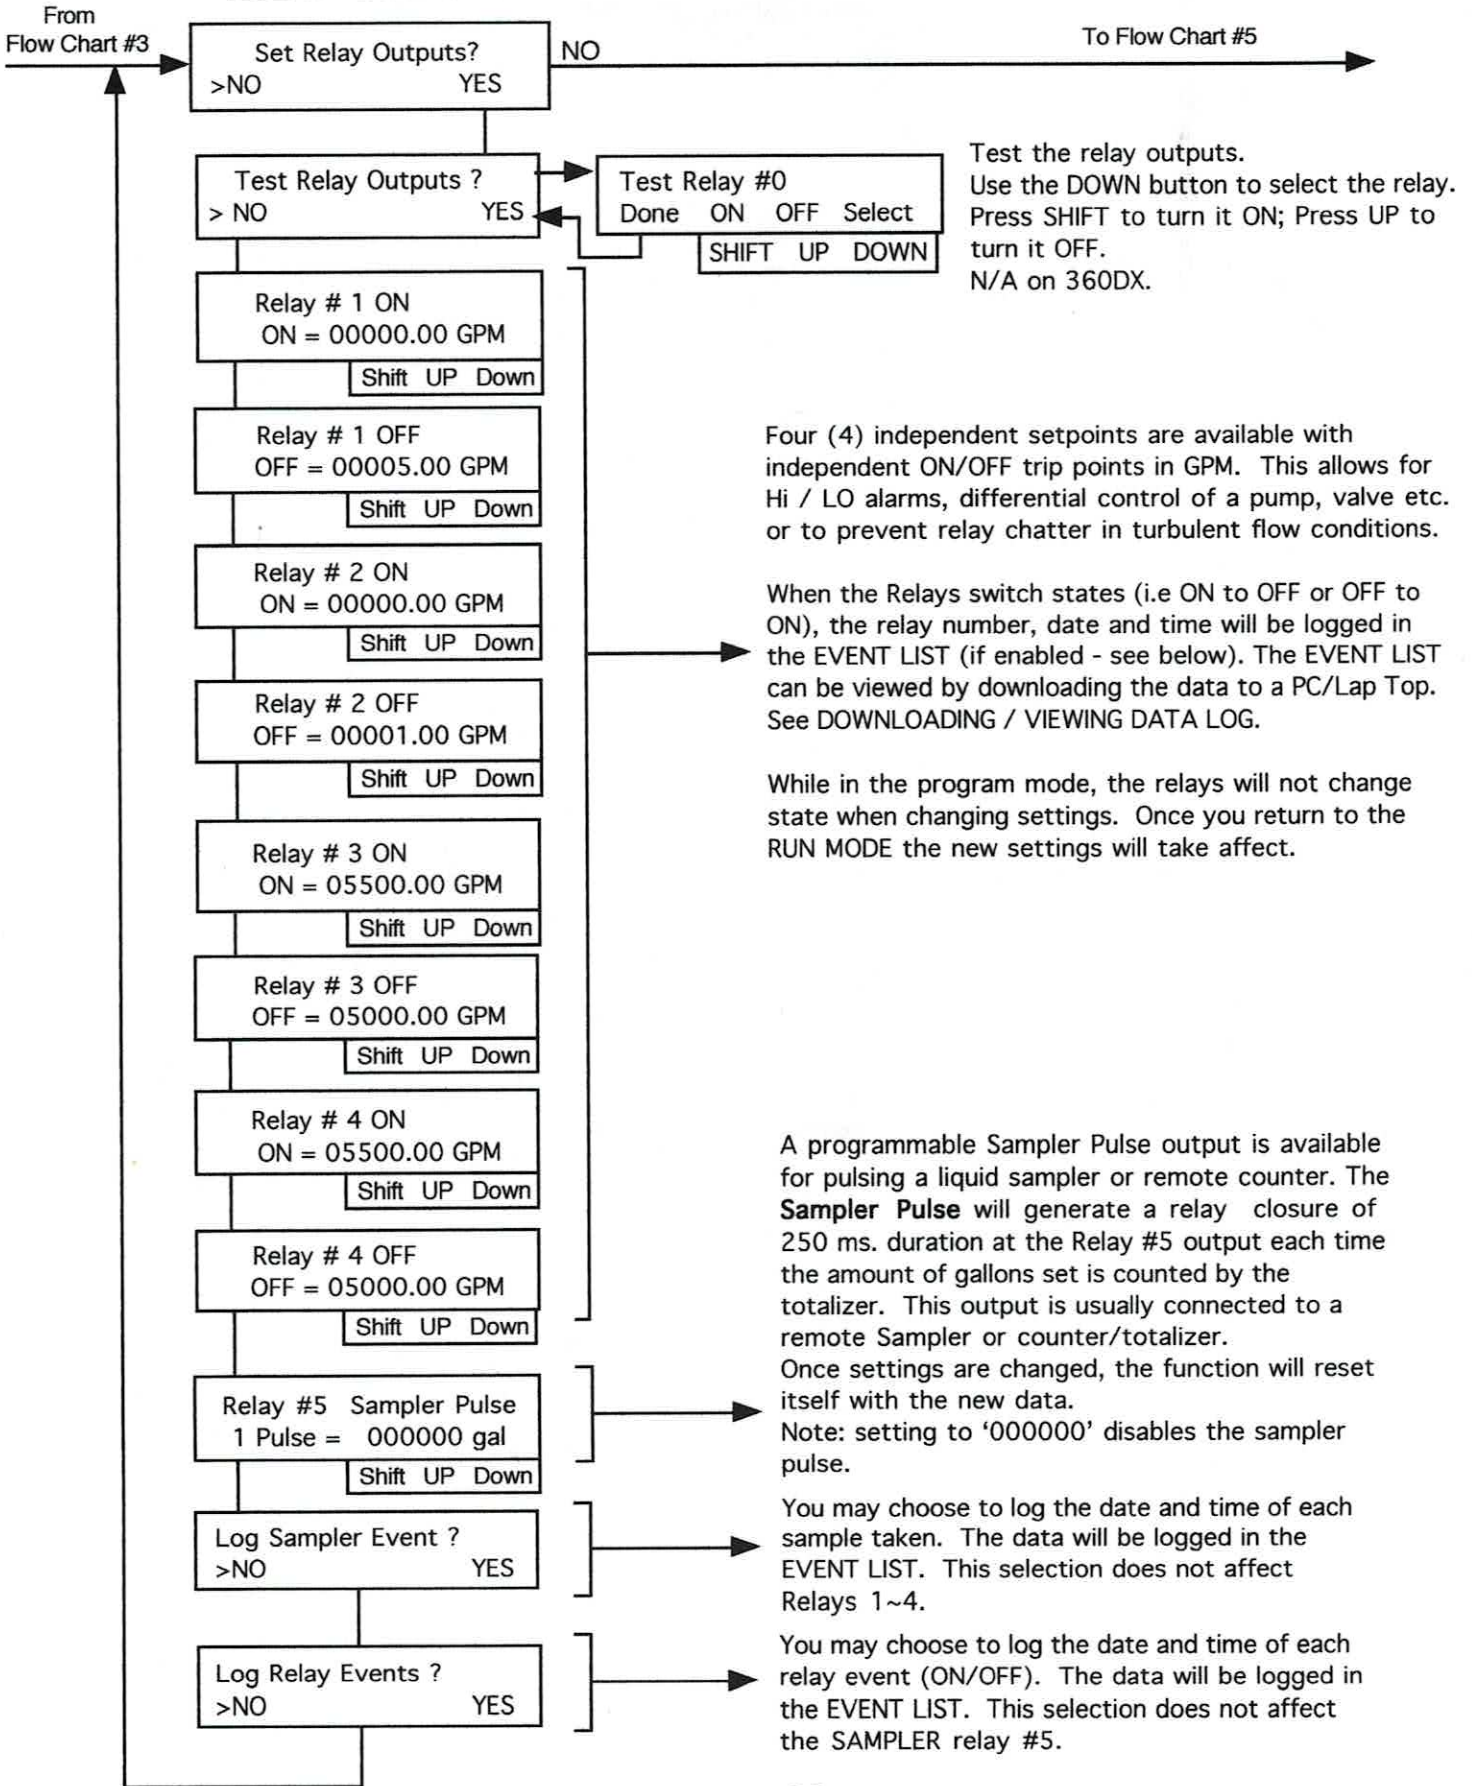 From
Flow Chart #3
Set Relay Outputs?
>NO YES
NO
To Flow Chart #5
Test Relay Outputs ?
> NO YES
Test Relay #0
Done ON OFF Select
SHIFT UP DOWN
Test the relay outputs.
Use the DOWN button to select the relay.
Press SHIFT to turn it ON; Press UP to
turn it OFF.
N/A on 360DX.
Relay # 1 ON
ON = 00000.00 GPM
Shift UP Down
Relay # 1 OFF
OFF = 00005.00 GPM
Shift UP Down
Relay # 2 ON
ON = 00000.00 GPM
Shift UP Down
Relay # 2 OFF
OFF = 00001.00 GPM
Shift UP Down
Relay # 3 ON
ON = 05500.00 GPM
Shift UP Down
Relay # 3 OFF
OFF = 05000.00 GPM
Shift UP Down
Relay # 4 ON
ON = 05500.00 GPM
Shift UP Down
Relay # 4 OFF
OFF = 05000.00 GPM
Shift UP Down
Four (4) independent setpoints are available with
independent ON/OFF trip points in GPM. This allows for
Hi / LO alarms, differential control of a pump, valve etc.
or to prevent relay chatter in turbulent flow conditions.
When the Relays switch states (i.e ON to OFF or OFF to
ON), the relay number, date and time will be logged in
the EVENT LIST (if enabled - see below). The EVENT LIST
can be viewed by downloading the data to a PC/Lap Top.
See DOWNLOADING / VIEWING DATA LOG.
While in the program mode, the relays will not change
state when changing settings. Once you return to the
RUN MODE the new settings will take affect.
Relay #5 Sampler Pulse
1 Pulse = 000000 gal
Shift UP Down
A programmable Sampler Pulse output is available
for pulsing a liquid sampler or remote counter. The
Sampler Pulse will generate a relay closure of
250 ms. duration at the Relay #5 output each time
the amount of gallons set is counted by the
totalizer. This output is usually connected to a
remote Sampler or counter/totalizer.
Once settings are changed, the function will reset
itself with the new data.
Note: setting to ‘000000’ disables the sampler
pulse.
Log Sampler Event ?
>NO YES
You may choose to log the date and time of each
sample taken. The data will be logged in the
EVENT LIST. This selection does not affect
Relays 1~4.
Log Relay Events ?
>NO YES
You may choose to log the date and time of each
relay event (ON/OFF). The data will be logged in
the EVENT LIST. This selection does not affect
the SAMPLER relay #5.